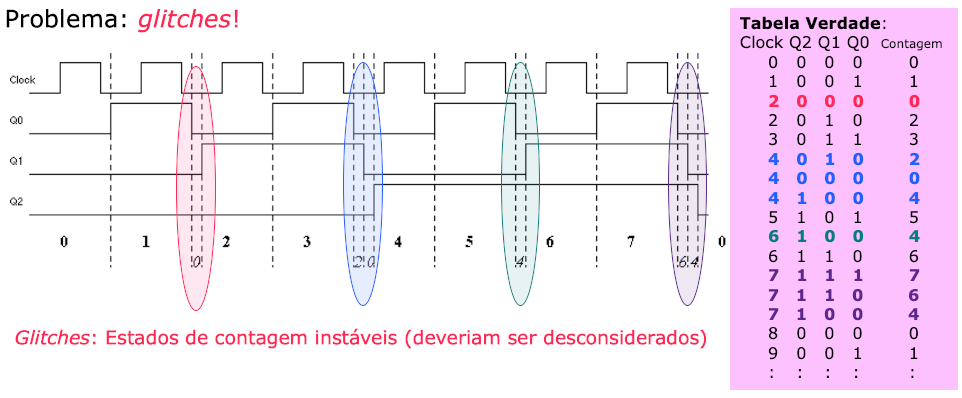 Problema: glitches!
Clock
Q0
Q1
Q2
0 1 2 3 4 5 6 7 0
0 2 0 4 6 4
Glitches: Estados de contagem instáveis (deveriam ser desconsiderados)
Tabela Verdade:
Clock Q2 Q1 Q0 Contagem
0 0 0 0 0
1 0 0 1 1
2 0 0 0 0
2 0 1 0 2
3 0 1 1 3
4 0 1 0 2
4 0 0 0 0
4 1 0 0 4
5 1 0 1 5
6 1 0 0 4
6 1 1 0 6
7 1 1 1 7
7 1 1 0 6
7 1 0 0 4
8 0 0 0 0
9 0 0 1 1
: : : : :